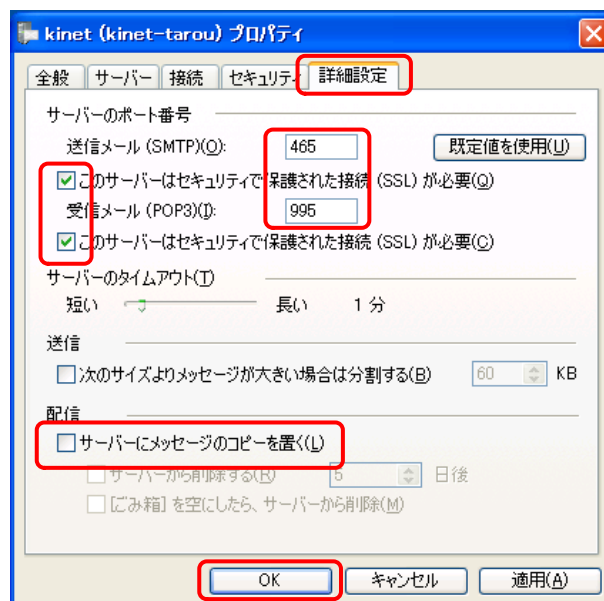 kinet (kinet-tarou) プロパティ
全般 サーバー 接続 セキュリティ 詳細設定
サーバーのポート番号
送信メール (SMTP)(O): 465 既定値を使用(U)
このサーバーはセキュリティで保護された接続 (SSL) が必要(Q)
受信メール (POP3)(I): 995
このサーバーはセキュリティで保護された接続 (SSL) が必要(C)
サーバーのタイムアウト(T)
短い 長い 1 分
送信
次のサイズよりメッセージが大きい場合は分割する(B) 60 KB
配信
サーバーにメッセージのコピーを置く(L)
サーバーから削除する(R) 5 日後
[ごみ箱] を空にしたら、サーバーから削除(M)
OK キャンセル 適用(A)